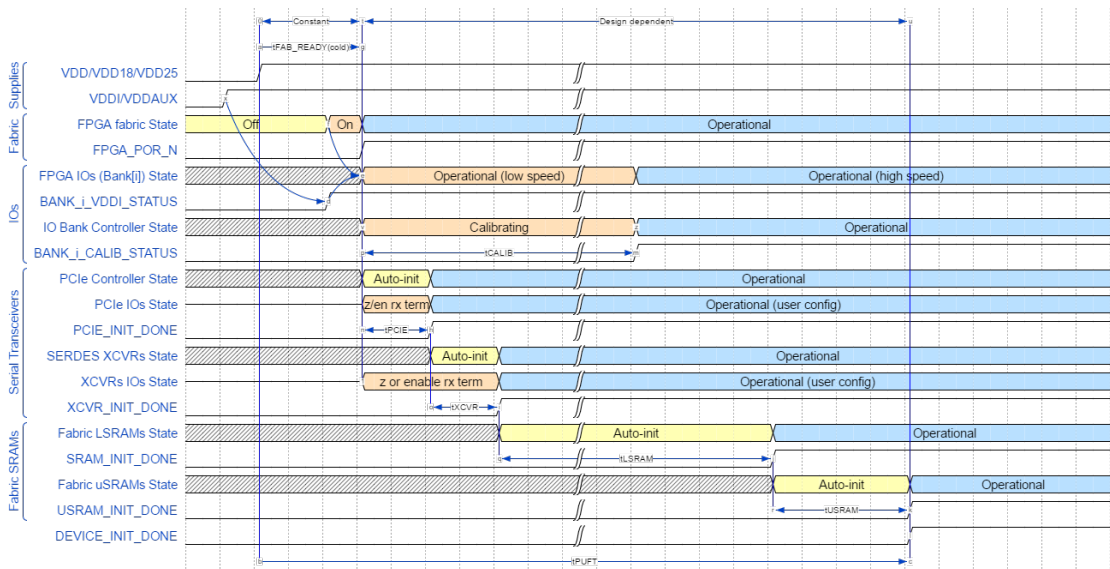 Constant
Design dependent
tFAB_READY(cold)
Supplies
VDD/VDD18/VDD25
VDDI/VDDAUX
Fabric
FPGA fabric State
Off
On
Operational
FPGA_POR_N
IOs
FPGA IOs (Bank[i]) State
Operational (low speed)
Operational (high speed)
BANK_i_VDDI_STATUS
IO Bank Controller State
Calibrating
Operational
BANK_i_CALIB_STATUS
tCALIB
Serial Transceivers
PCIe Controller State
Auto-init
Operational
PCIe IOs State
z/en rx term
Operational (user config)
PCIE_INIT_DONE
tPCIE
SERDES XCVRs State
Auto-init
Operational
XCVRs IOs State
z or enable rx term
Operational (user config)
XCVR_INIT_DONE
tXCVR
Fabric SRAMs
Fabric LSRAMs State
Auto-init
Operational
SRAM_INIT_DONE
tLSRAM
Fabric uSRAMs State
Auto-init
Operational
USRAM_INIT_DONE
tUSRAM
DEVICE_INIT_DONE
tPUFT